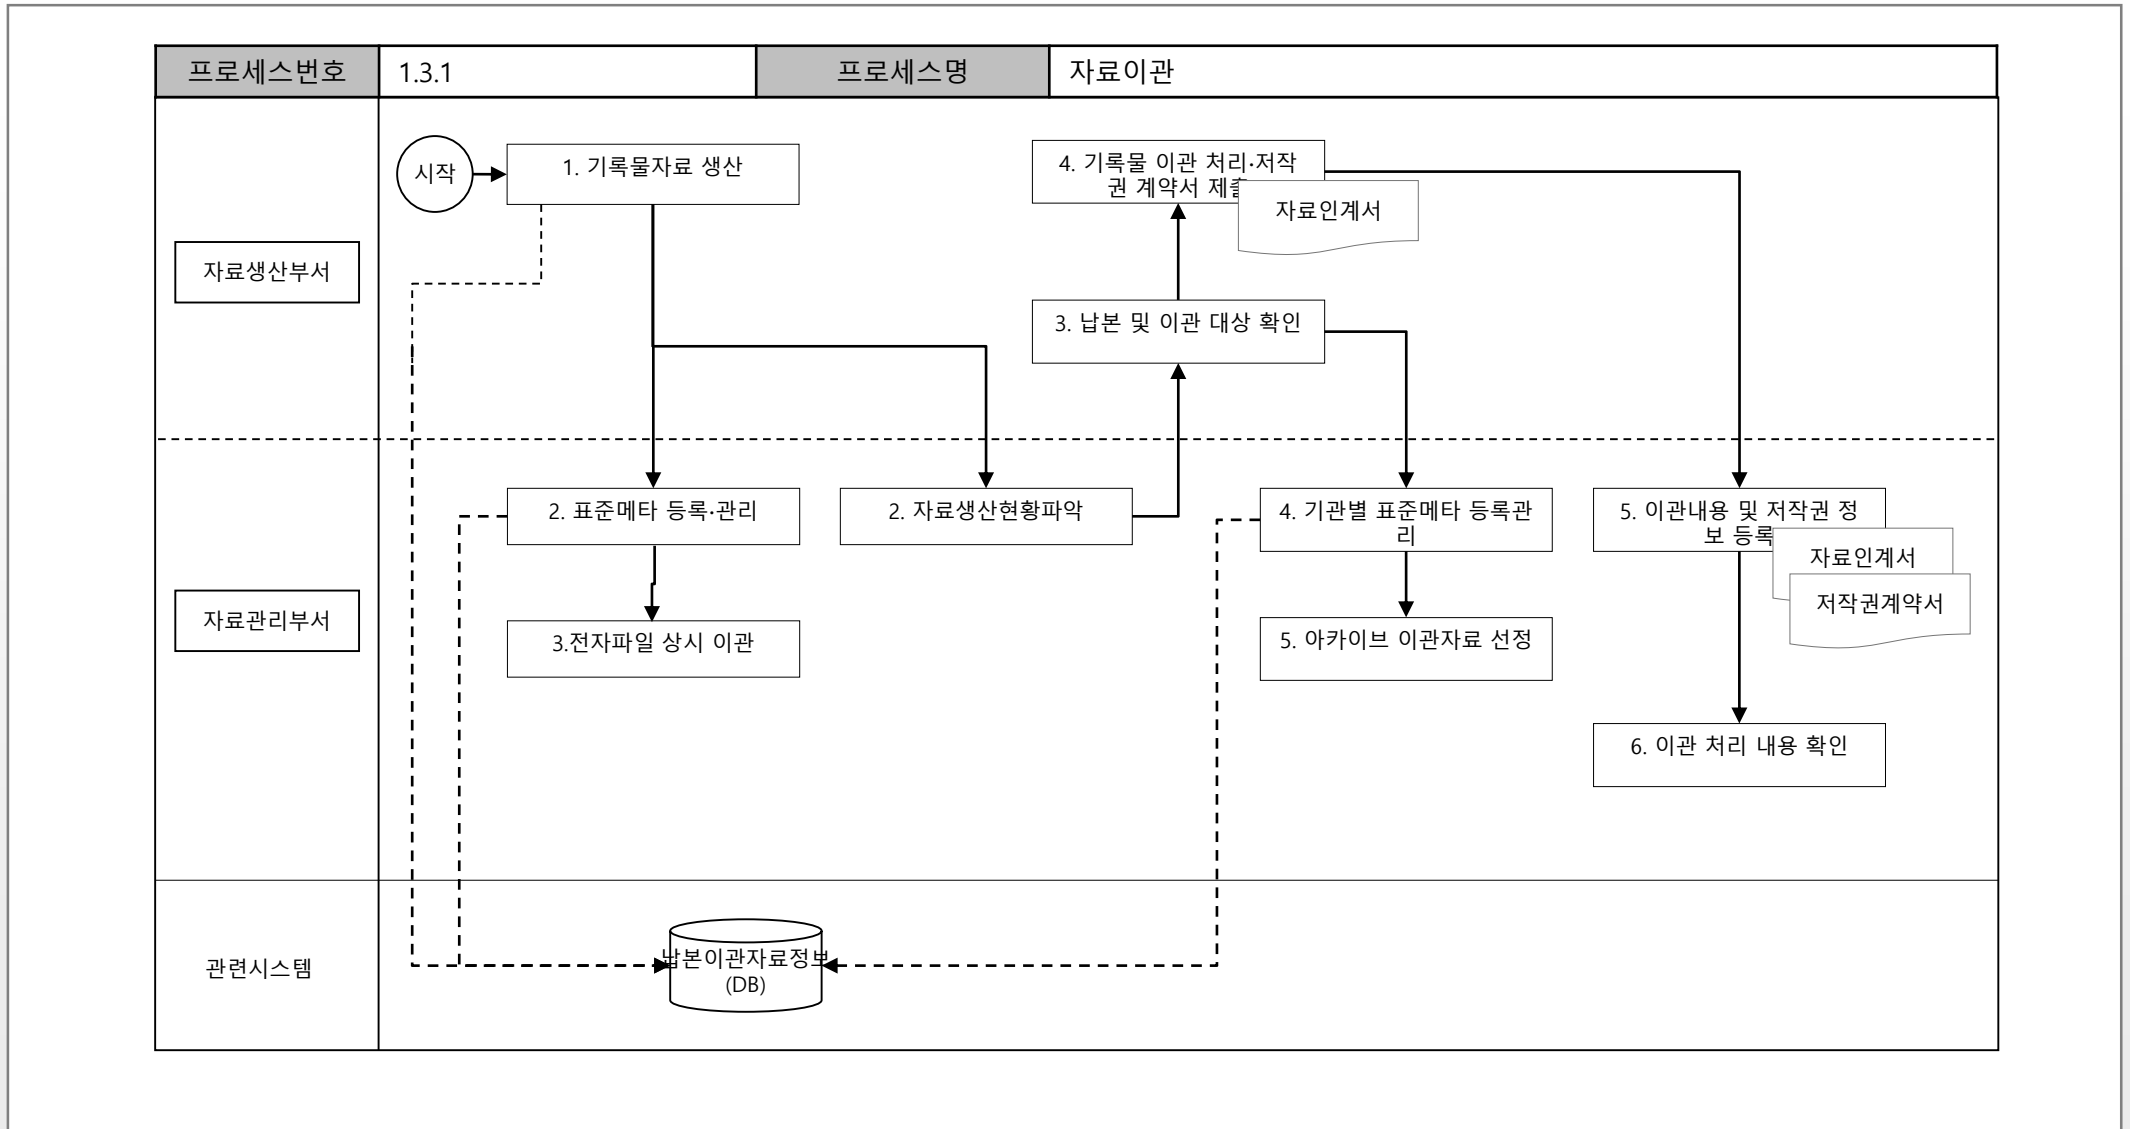 프로세스번호 1.3.1 프로세스명 자료이관
시작
1. 기록물자료 생산
4. 기록물 이관 처리·저작
권 계약서 제출
자료인계서
자료생산부서
3. 납본 및 이관 대상 확인
2. 표준메타 등록·관리
2. 자료생산현황파악
4. 기관별 표준메타 등록관
리
5. 이관내용 및 저작권 정
보 등록
자료인계서
저작권계약서
자료관리부서
3.전자파일 상시 이관
5. 아카이브 이관자료 선정
6. 이관 처리 내용 확인
관련시스템
납본이관자료정보
(DB)